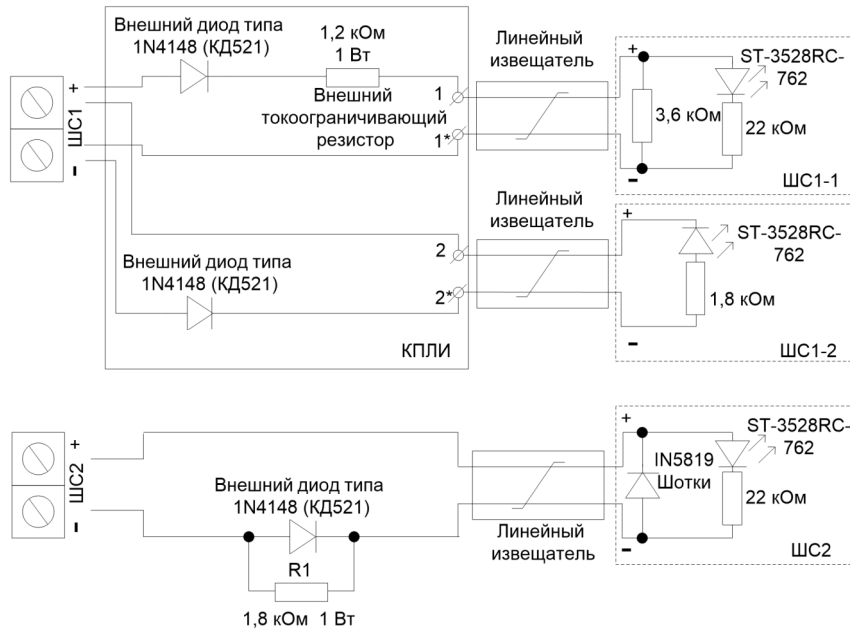 Внешний диод типа
1N4148 (КД521)
1,2 кОм
1 Вт
Внешний
токоограничивающий
резистор
+
ШС1
-
1
1*
Линейный
извещатель
+
3,6 кОм
ST-3528RC-
762
22 кОм
-
ШС1-1
Внешний диод типа
1N4148 (КД521)
2
2*
КПЛИ
Линейный
извещатель
+
ST-3528RC-
762
1,8 кОм
-
ШС1-2
+
ШС2
-
Внешний диод типа
1N4148 (КД521)
R1
1,8 кОм 1 Вт
Линейный
извещатель
+
IN5819
Шотки
ST-3528RC-
762
22 кОм
-
ШС2